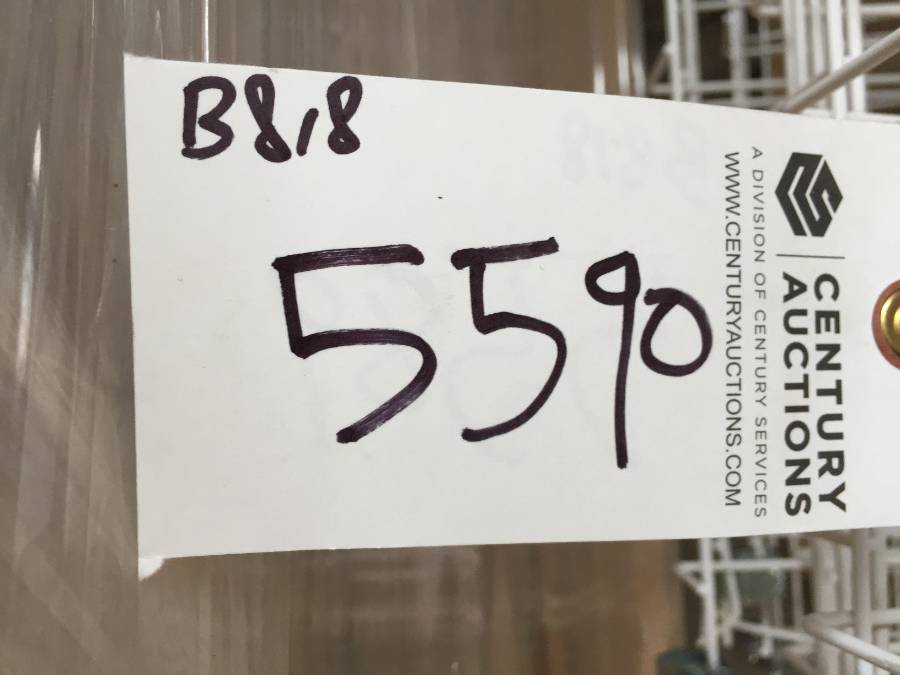 B818
5590
CENTURY
AUCTIONS
A DIVISION OF CENTURY SERVICES
WWW.CENTURYAUCTIONS.COM